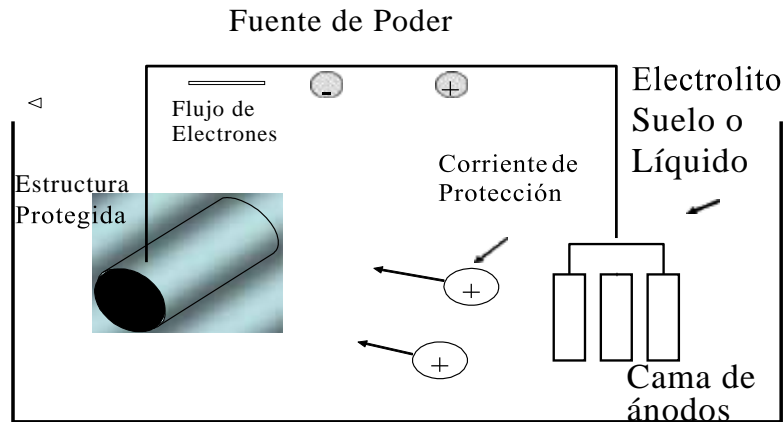 Fuente de Poder
-
+
Flujo de
Electrones
Electrolito
Suelo o
Líquido
Corriente de
Protección
Estructura
Protegida
+
+
Cama de
ánodos